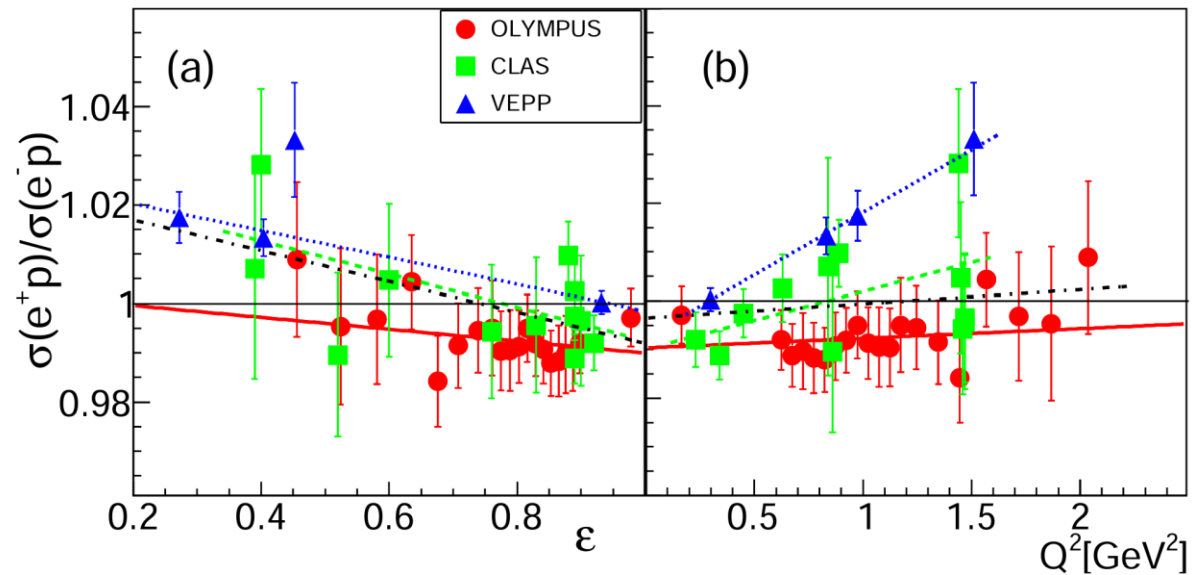 OLYMPUS
CLAS
VEPP
(a)
(b)
σ(e⁺p)/σ(e⁻p)
1.04
1.02
1
0.98
0.2 0.4 0.6 0.8
ε
0.5 1 1.5 2
Q²[GeV²]